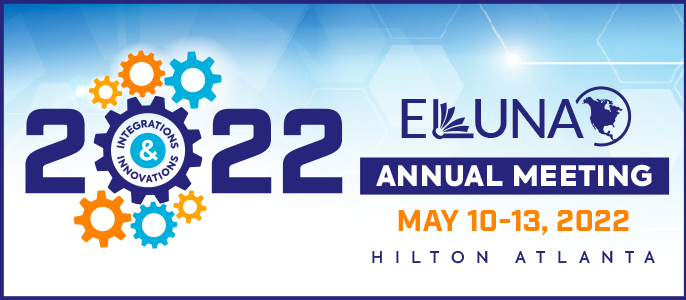 2022
INTEGRATIONS
&
INNOVATIONS
ELUNA
ANNUAL MEETING
MAY 10-13, 2022
HILTON ATLANTA